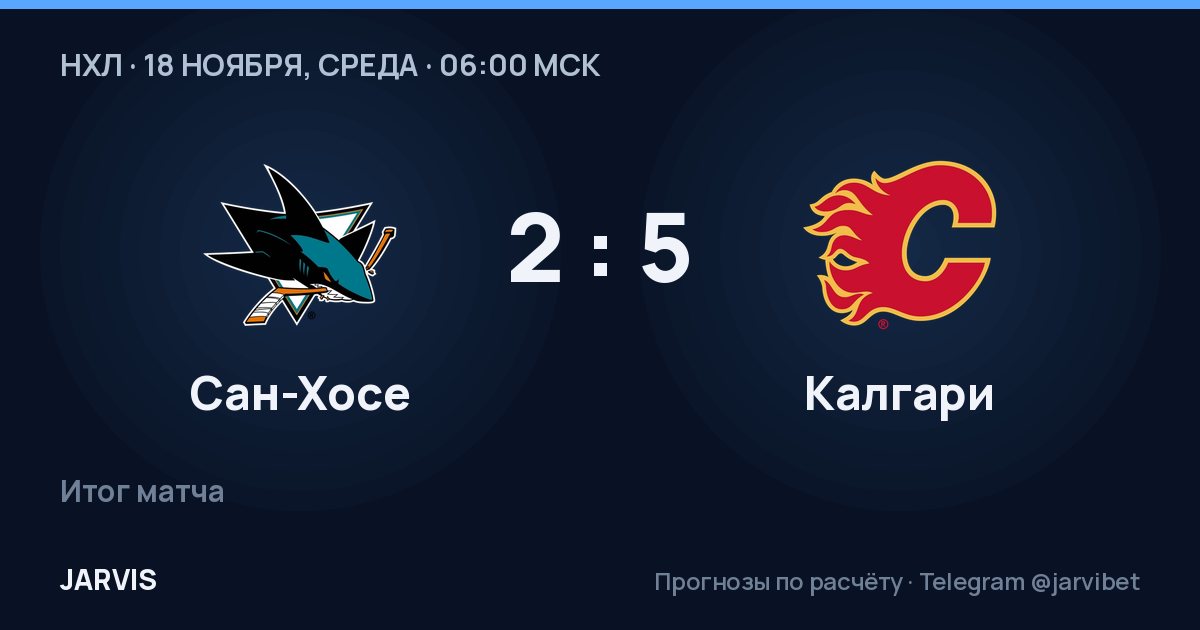 НХЛ · 18 НОЯБРЯ, СРЕДА · 06:00 МСК
2 : 5
Сан-Хосе
Калгари
Итог матча
JARVIS
Прогнозы по расчёту · Telegram @jarvibet